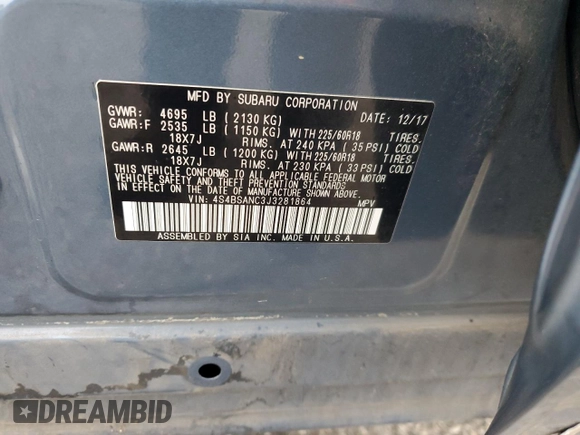 MFD BY SUBARU CORPORATION
GVWR: 4695 LB ( 2130 KG) DATE: 12/17
GAWR:F 2535 LB ( 1150 KG) WITH 225/60R18 TIRES.
18X7J RIMS. AT 240 KPA ( 35 PSI) COLD
GAWR:R 2645 LB ( 1200 KG) WITH 225/60R18 TIRES.
18X7J RIMS. AT 230 KPA ( 33 PSI) COLD
THIS VEHICLE CONFORMS TO ALL APPLICABLE FEDERAL MOTOR
VEHICLE SAFETY AND THEFT PREVENTION STANDARDS
IN EFFECT ON THE DATE OF MANUFACTURE SHOWN ABOVE.
VIN: 4S4BSANC3J3281864 MPV
ASSEMBLED BY SIA INC. MADE IN U.S.A.
DREAMBID